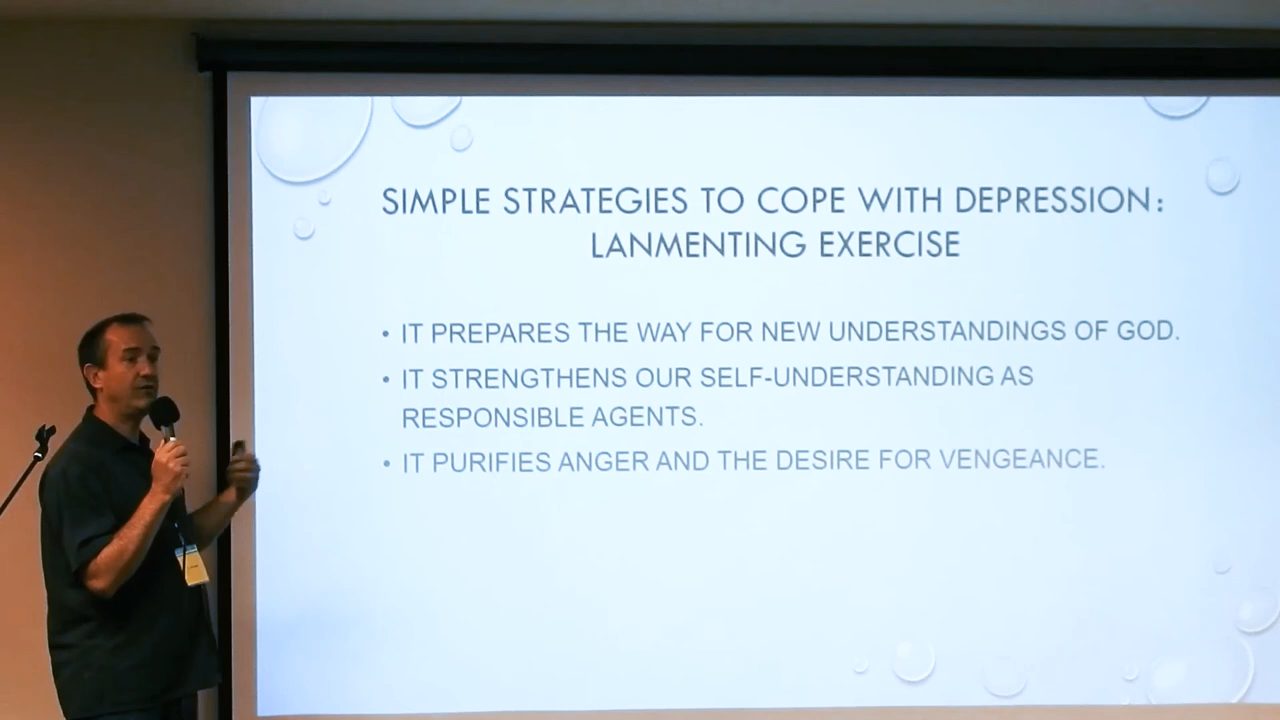 SIMPLE STRATEGIES TO COPE WITH DEPRESSION:
LANMENTING EXERCISE
• IT PREPARES THE WAY FOR NEW UNDERSTANDINGS OF GOD.
• IT STRENGTHENS OUR SELF-UNDERSTANDING AS
RESPONSIBLE AGENTS.
• IT PURIFIES ANGER AND THE DESIRE FOR VENGEANCE.